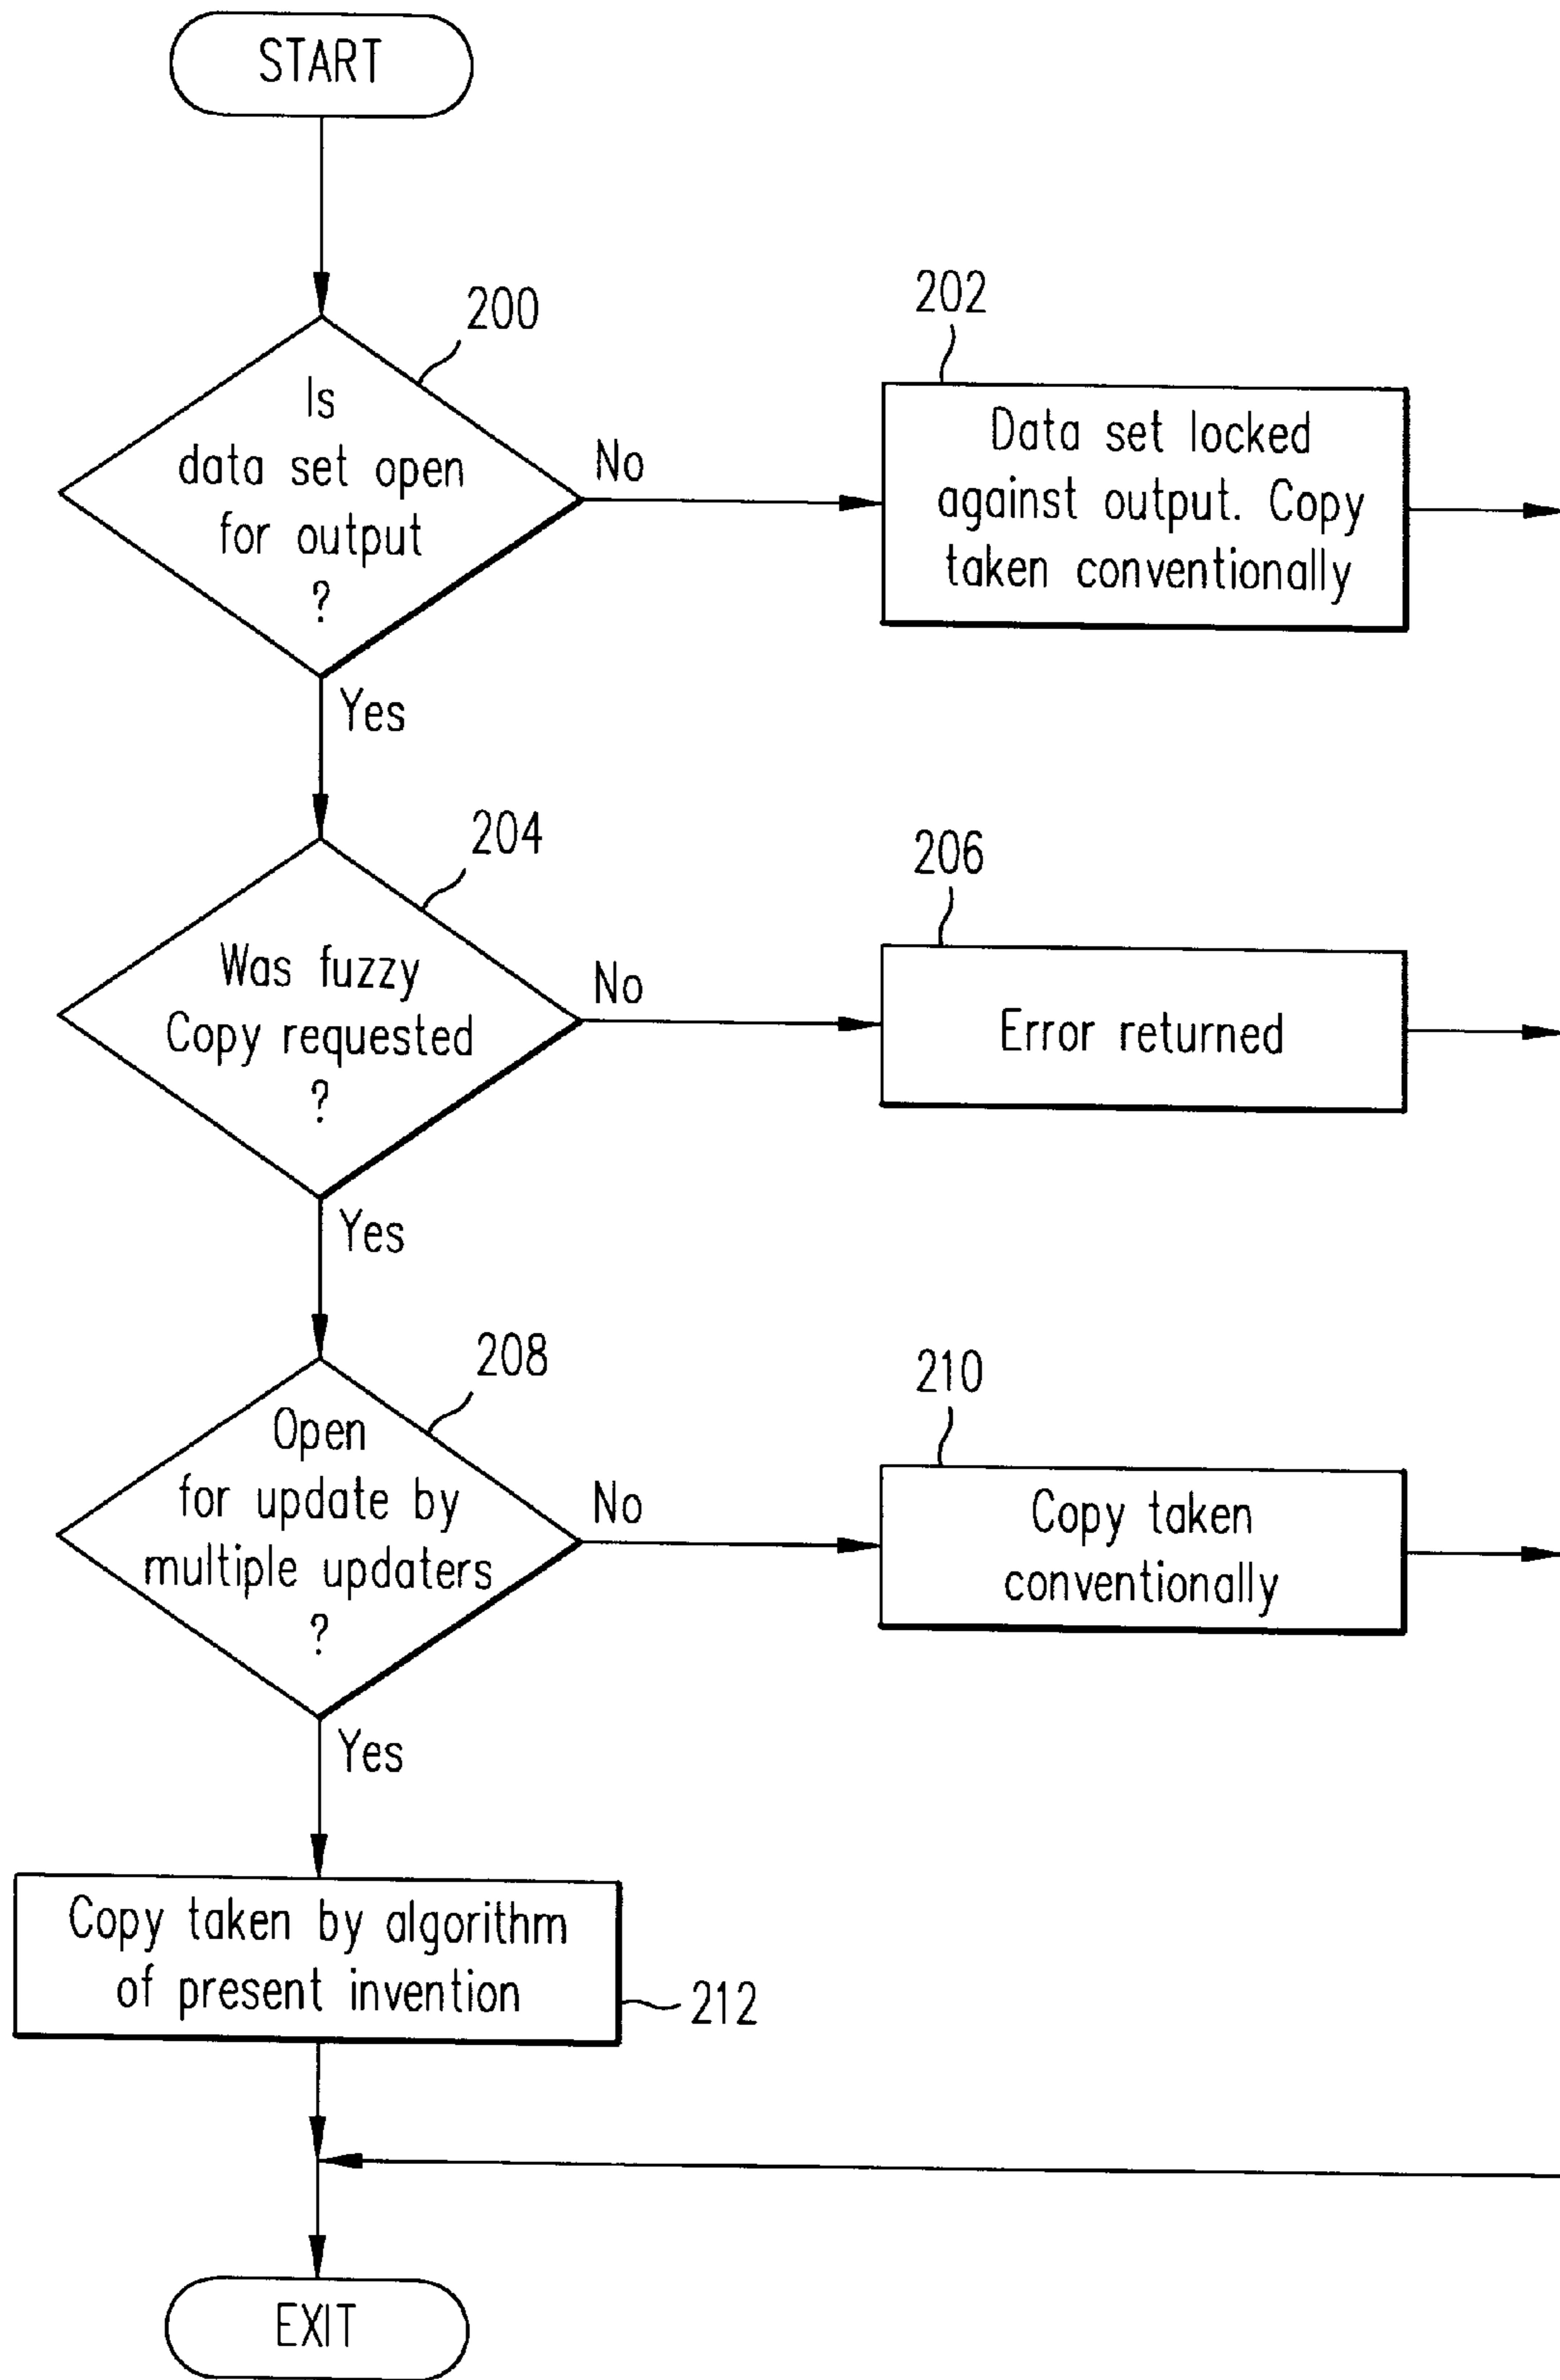 START
200
Is
data set open
for output
?
No
202
Data set locked
against output. Copy
taken conventionally
Yes
204
Was fuzzy
Copy requested
?
No
206
Error returned
Yes
208
Open
for update by
multiple updaters
?
No
210
Copy taken
conventionally
Yes
Copy taken by algorithm
of present invention
212
EXIT